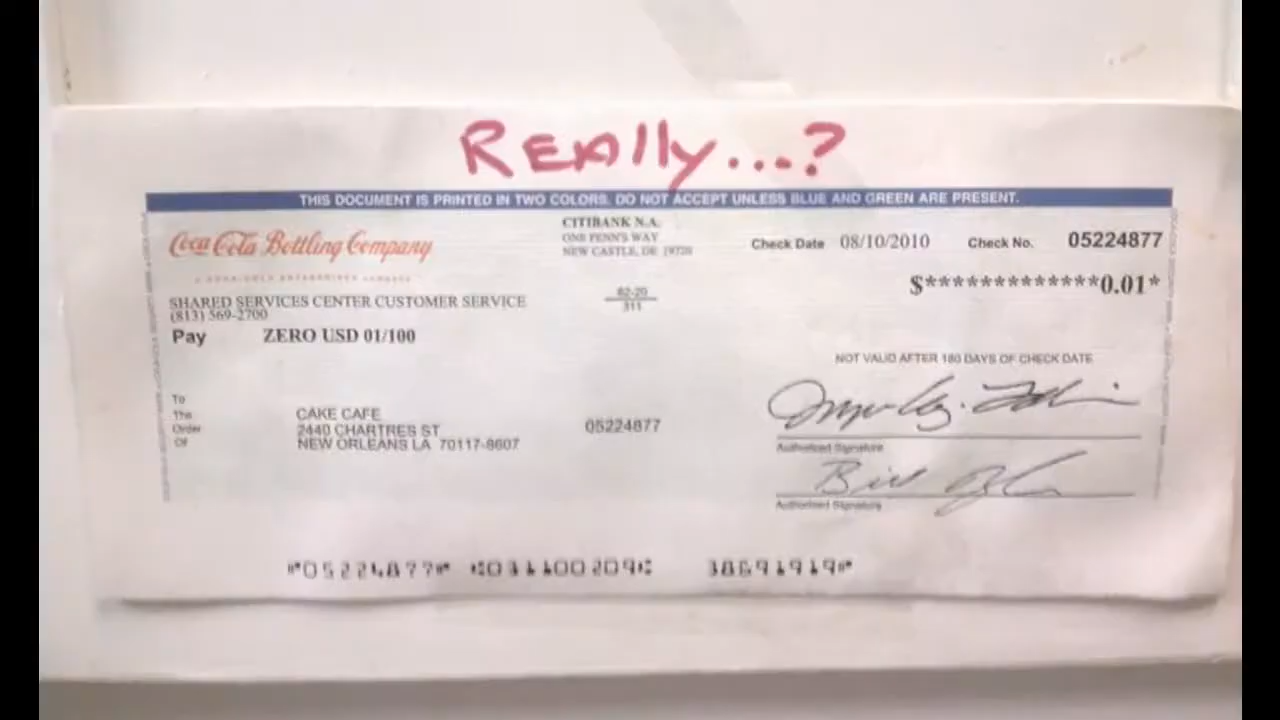 REAlly...?
THIS DOCUMENT IS PRINTED IN TWO COLORS. DO NOT ACCEPT UNLESS BLUE AND GREEN ARE PRESENT.
Coca Cola Bottling Company
A COCA-COLA ENTERPRISES COMPANY
CITIBANK N.A.
ONE PENN'S WAY
NEW CASTLE, DE 19720
Check Date 08/10/2010 Check No. 05224877
$*************0.01*
62-20
311
SHARED SERVICES CENTER CUSTOMER SERVICE
(813) 569-2700
Pay ZERO USD 01/100
NOT VALID AFTER 180 DAYS OF CHECK DATE
To
The
Order
Of
CAKE CAFE
2440 CHARTRES ST
NEW ORLEANS LA 70117-8607
05224877
Authorized Signature
Authorized Signature
⑈05224877⑈ ⑆031100209⑆ 38691919⑈